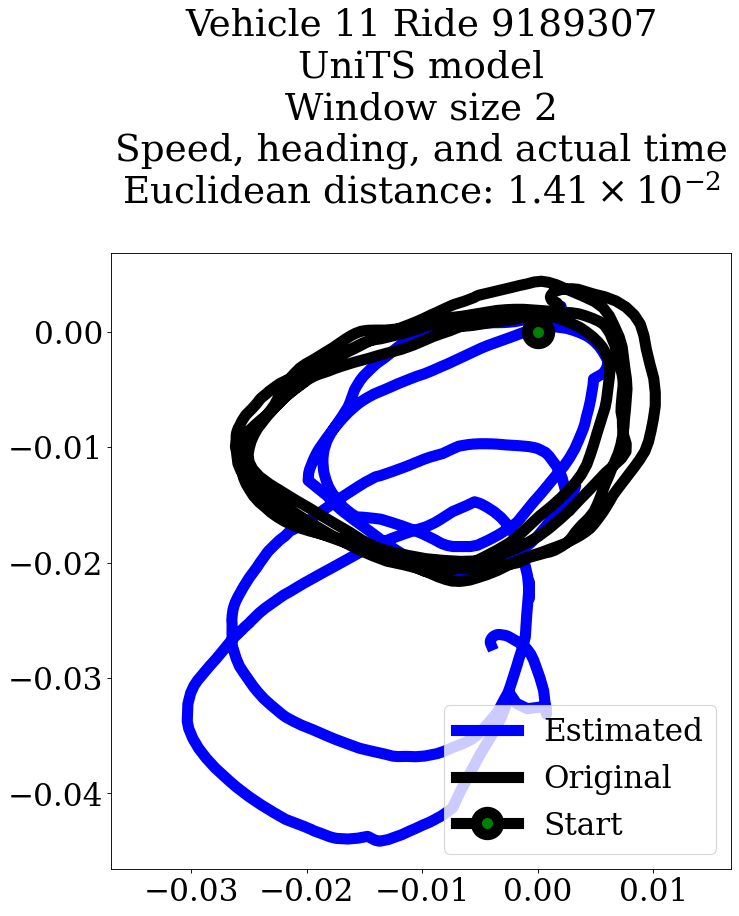 Vehicle 11 Ride 9189307
UniTS model
Window size 2
Speed, heading, and actual time
Euclidean distance: 1.41 × 10⁻²
0.00
−0.01
−0.02
−0.03
−0.04
Estimated
Original
Start
−0.03 −0.02 −0.01 0.00 0.01